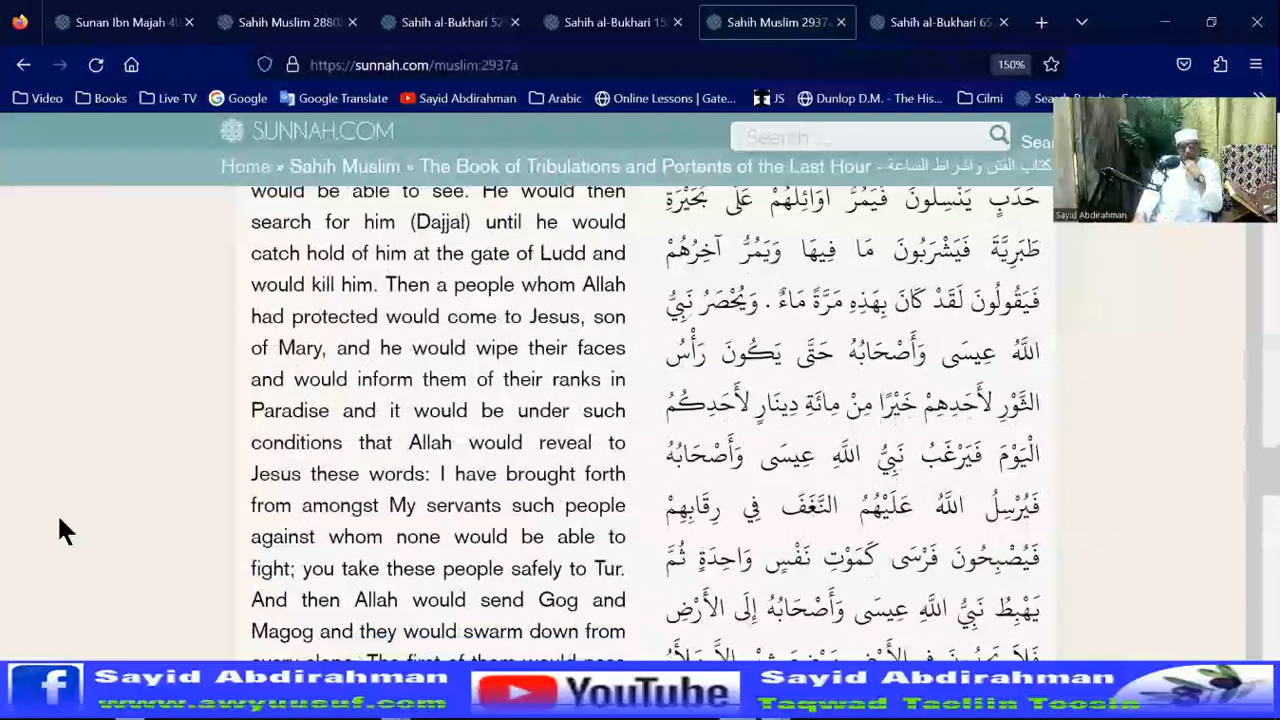 Sunan Ibn Majah 40
Sahih Muslim 2880
Sahih al-Bukhari 52
Sahih al-Bukhari 15
Sahih Muslim 2937a
Sahih al-Bukhari 65
https://sunnah.com/muslim:2937a
150%
Video
Books
Live TV
Google
Google Translate
Sayid Abdirahman
Arabic
Online Lessons | Gate...
JS
Dunlop D.M. - The His...
Cilmi
SUNNAH.COM
Search ...
Sear
Home » Sahih Muslim » The Book of Tribulations and Portents of the Last Hour - كتاب الفتن وأشراط الساعة
Sayid Abdirahman
would be able to see. He would then
search for him (Dajjal) until he would
catch hold of him at the gate of Ludd and
would kill him. Then a people whom Allah
had protected would come to Jesus, son
of Mary, and he would wipe their faces
and would inform them of their ranks in
Paradise and it would be under such
conditions that Allah would reveal to
Jesus these words: I have brought forth
from amongst My servants such people
against whom none would be able to
fight; you take these people safely to Tur.
And then Allah would send Gog and
Magog and they would swarm down from
حَدَبٍ يَنْسِلُونَ فَيَمُرُّ أَوَائِلُهُمْ عَلَى بُحَيْرَةِ
طَبَرِيَّةَ فَيَشْرَبُونَ مَا فِيهَا وَيَمُرُّ آخِرُهُمْ
فَيَقُولُونَ لَقَدْ كَانَ بِهَذِهِ مَرَّةً مَاءٌ . وَيُحْصَرُ نَبِيُّ
اللَّهِ عِيسَى وَأَصْحَابُهُ حَتَّى يَكُونَ رَأْسُ
الثَّوْرِ لأَحَدِهِمْ خَيْرًا مِنْ مِائَةِ دِينَارٍ لأَحَدِكُمُ
الْيَوْمَ فَيَرْغَبُ نَبِيُّ اللَّهِ عِيسَى وَأَصْحَابُهُ
فَيُرْسِلُ اللَّهُ عَلَيْهُمُ النَّغَفَ فِي رِقَابِهِمْ
فَيُصْبِحُونَ فَرْسَى كَمَوْتِ نَفْسٍ وَاحِدَةٍ ثُمَّ
يَهْبِطُ نَبِيُّ اللَّهِ عِيسَى وَأَصْحَابُهُ إِلَى الأَرْضِ
Sayid Abdirahman
www.awyuusuf.com
YouTube
Sayid Abdirahman
Taqwad Taoliin Toosin